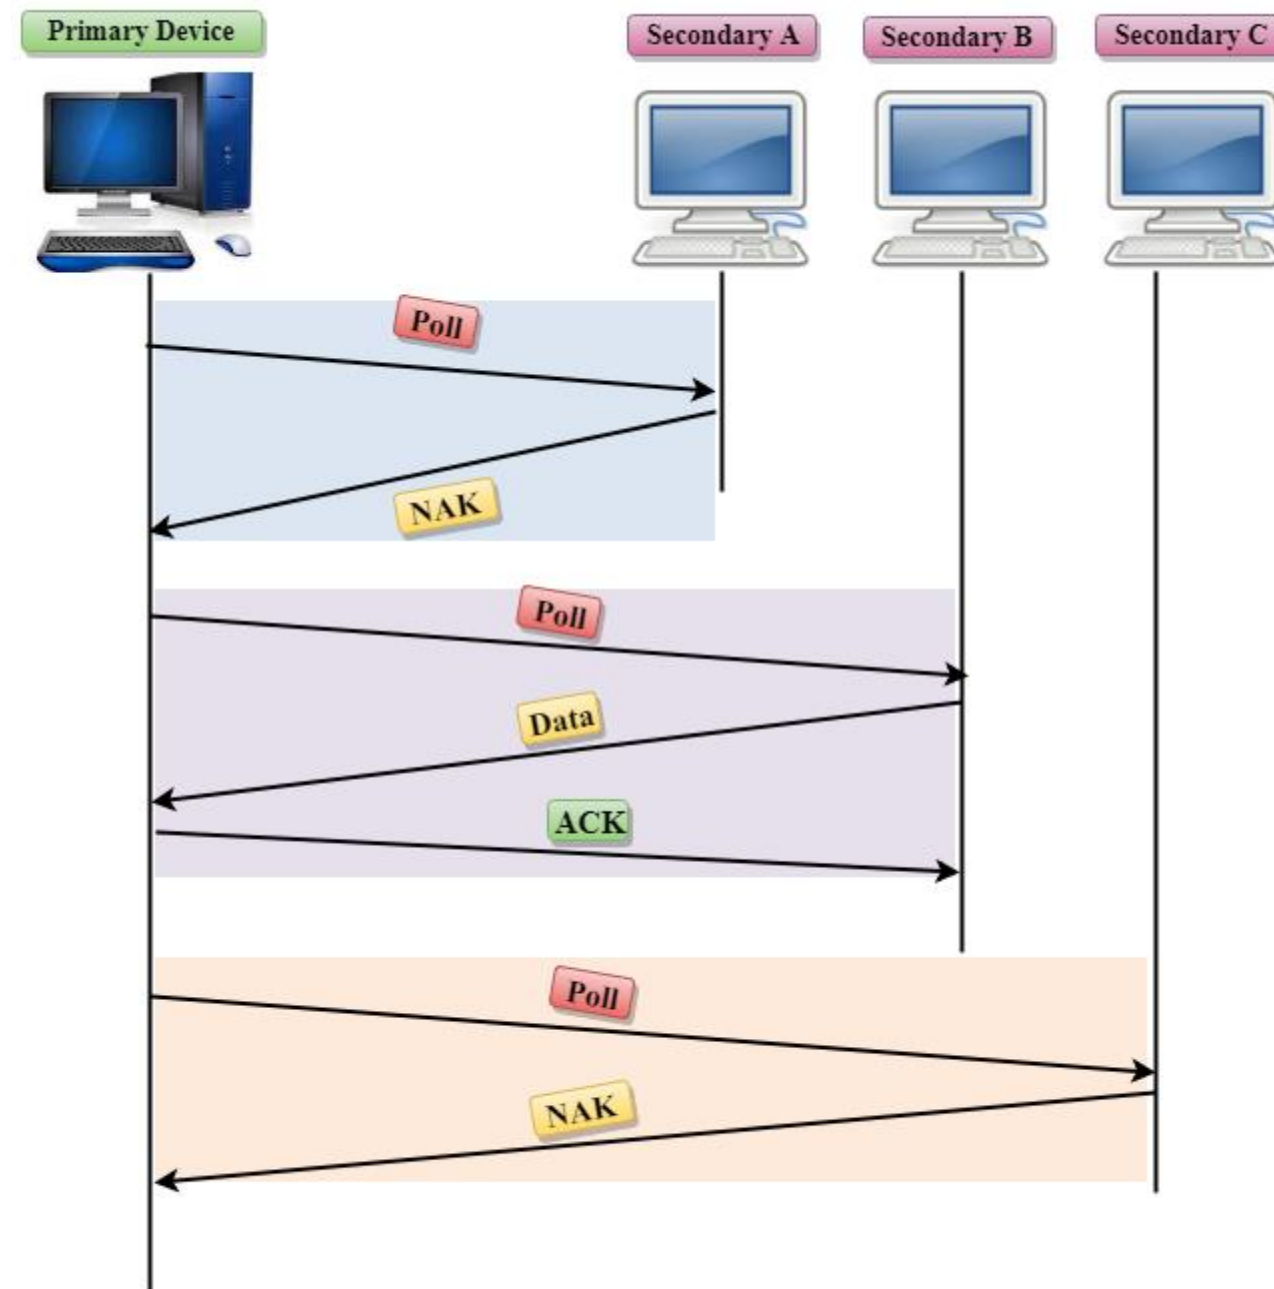 Primary Device
Secondary A
Secondary B
Secondary C
Poll
NAK
Poll
Data
ACK
Poll
NAK